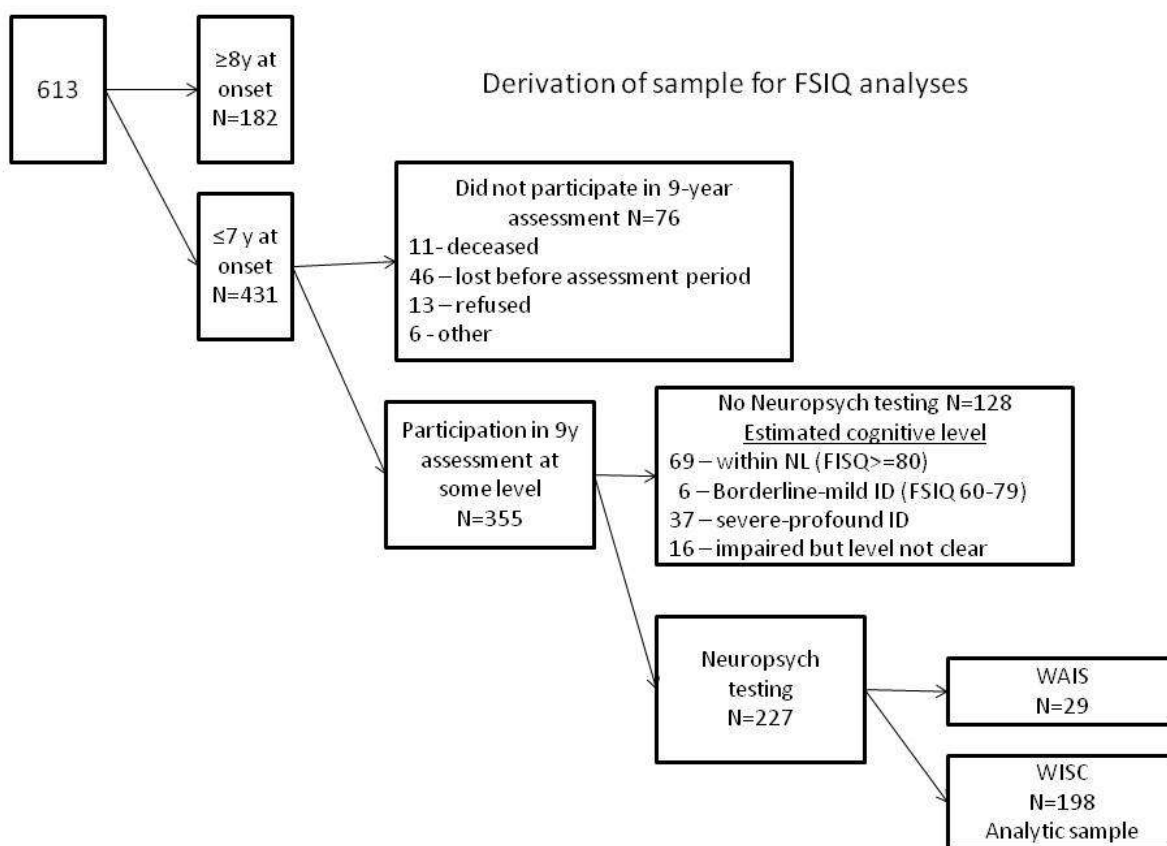 Derivation of sample for FSIQ analyses
613
≥8y at
onset
N=182
≤7 y at
onset
N=431
Did not participate in 9-year
assessment N=76
11- deceased
46 – lost before assessment period
13 – refused
6 - other
Participation in 9y
assessment at
some level
N=355
No Neuropsych testing N=128
Estimated cognitive level
69 – within NL (FISQ>=80)
6 – Borderline-mild ID (FSIQ 60-79)
37 – severe-profound ID
16 – impaired but level not clear
Neuropsych
testing
N=227
WAIS
N=29
WISC
N=198
Analytic sample